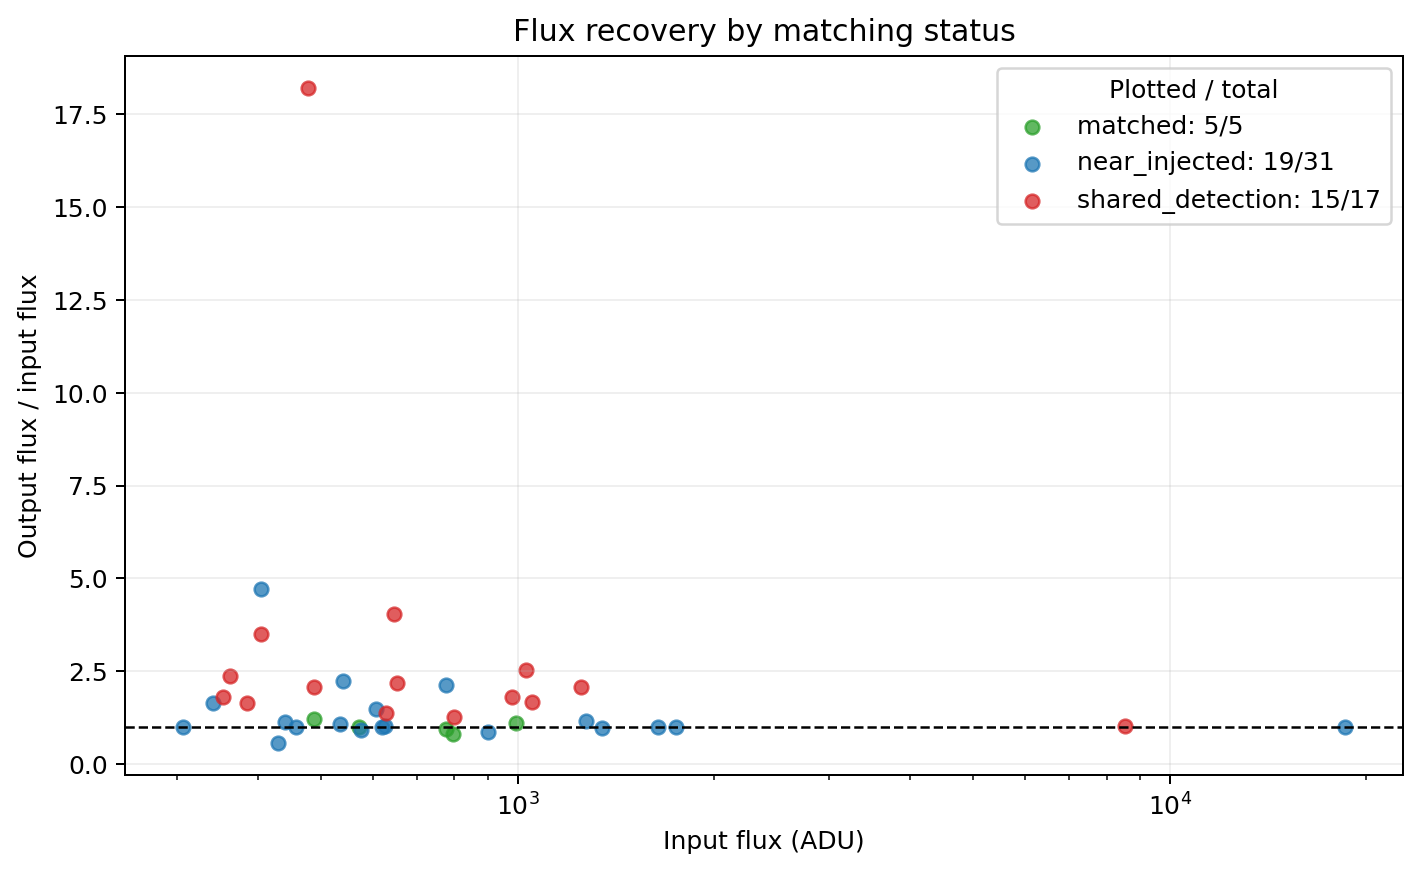 Flux recovery by matching status
Plotted / total
matched: 5/5
near_injected: 19/31
shared_detection: 15/17
Output flux / input flux
17.5
15.0
12.5
10.0
7.5
5.0
2.5
0.0
10³
10⁴
Input flux (ADU)